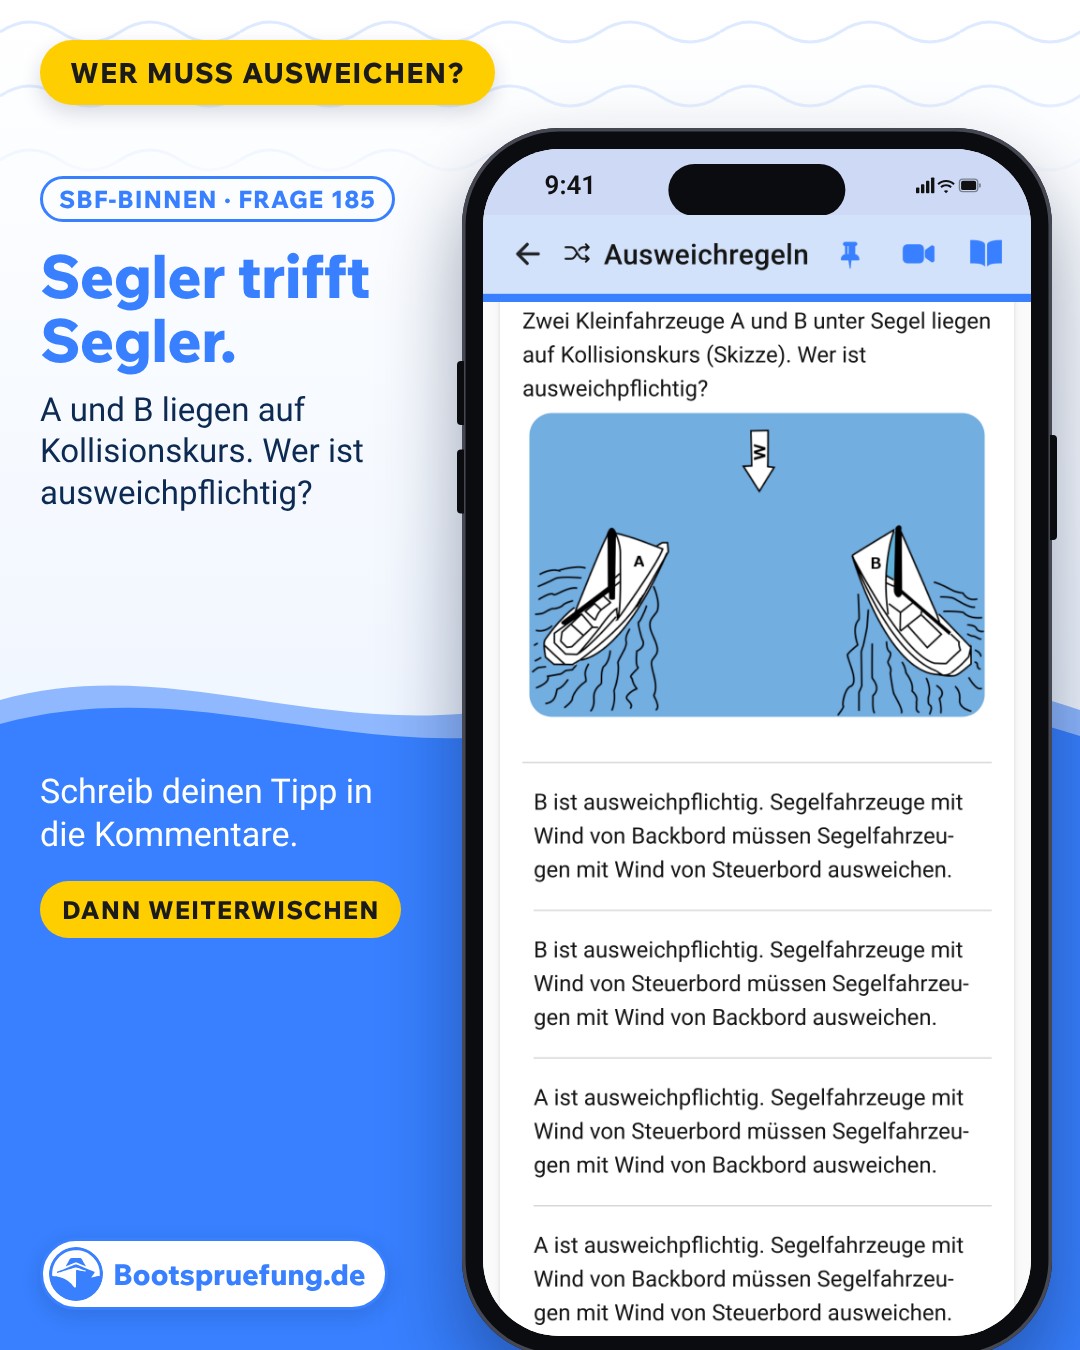 WER MUSS AUSWEICHEN?
SBF-BINNEN · FRAGE 185
Segler trifft
Segler.
A und B liegen auf
Kollisionskurs. Wer ist
ausweichpflichtig?
Schreib deinen Tipp in
die Kommentare.
DANN WEITERWISCHEN
Bootspruefung.de
9:41
Ausweichregeln
Zwei Kleinfahrzeuge A und B unter Segel liegen
auf Kollisionskurs (Skizze). Wer ist
ausweichpflichtig?
W
A
B
B ist ausweichpflichtig. Segelfahrzeuge mit
Wind von Backbord müssen Segelfahrzeu-
gen mit Wind von Steuerbord ausweichen.
B ist ausweichpflichtig. Segelfahrzeuge mit
Wind von Steuerbord müssen Segelfahrzeu-
gen mit Wind von Backbord ausweichen.
A ist ausweichpflichtig. Segelfahrzeuge mit
Wind von Steuerbord müssen Segelfahrzeu-
gen mit Wind von Backbord ausweichen.
A ist ausweichpflichtig. Segelfahrzeuge mit
Wind von Backbord müssen Segelfahrzeu-
gen mit Wind von Steuerbord ausweichen.